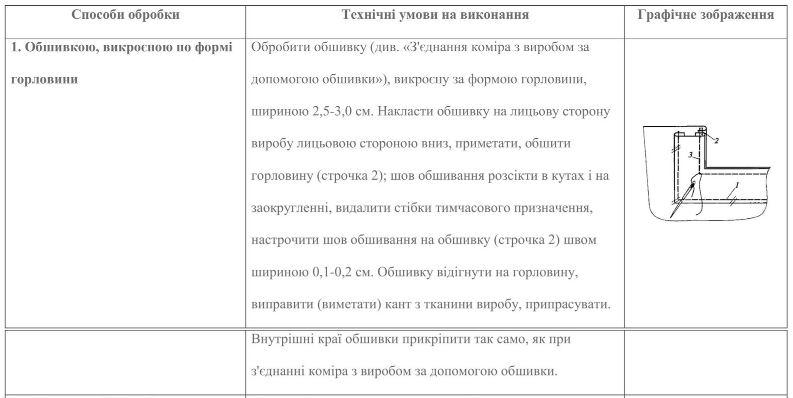 Способи обробки
Технічні умови на виконання
Графічне зображення
1. Обшивкою, викроєною по формі
горловини
Обробити обшивку (див. «З'єднання коміра з виробом за
допомогою обшивки»), викроєну за формою горловини,
шириною 2,5-3,0 см. Накласти обшивку на лицьову сторону
виробу лицьовою стороною вниз, приметати, обшити
горловину (строчка 2); шов обшивання розсікти в кутах і на
заокругленні, видалити стібки тимчасового призначення,
настрочити шов обшивання на обшивку (строчка 2) швом
шириною 0,1-0,2 см. Обшивку відігнути на горловину,
виправити (виметати) кант з тканини виробу, припрасувати.
2
3
1
Внутрішні краї обшивки прикріпити так само, як при
з'єднанні коміра з виробом за допомогою обшивки.